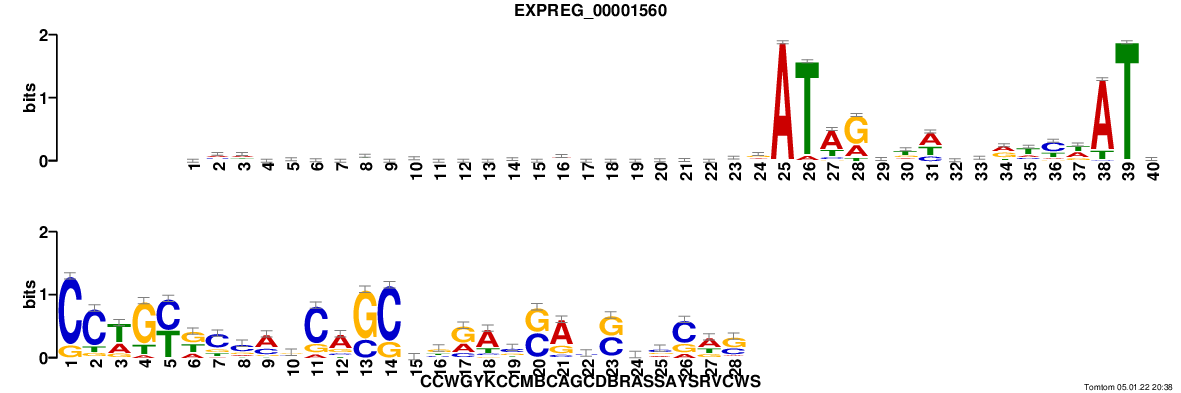 EXPREG_00001560
2
bits
1
0
ATAGATAACTAAAT
1 2 3 4 5 6 7 8 9 10 11 12 13 14 15 16 17 18 19 20 21 22 23 24 25 26 27 28 29 30 31 32 33 34 35 36 37 38 39 40
2
bits
1
0
1 2 3 4 5 6 7 8 9 10 11 12 13 14 15 16 17 18 19 20 21 22 23 24 25 26 27 28
CCWGYKCCMBCAGCDBRASSAYSRVCWS
Tomtom 05.01.22 20:38